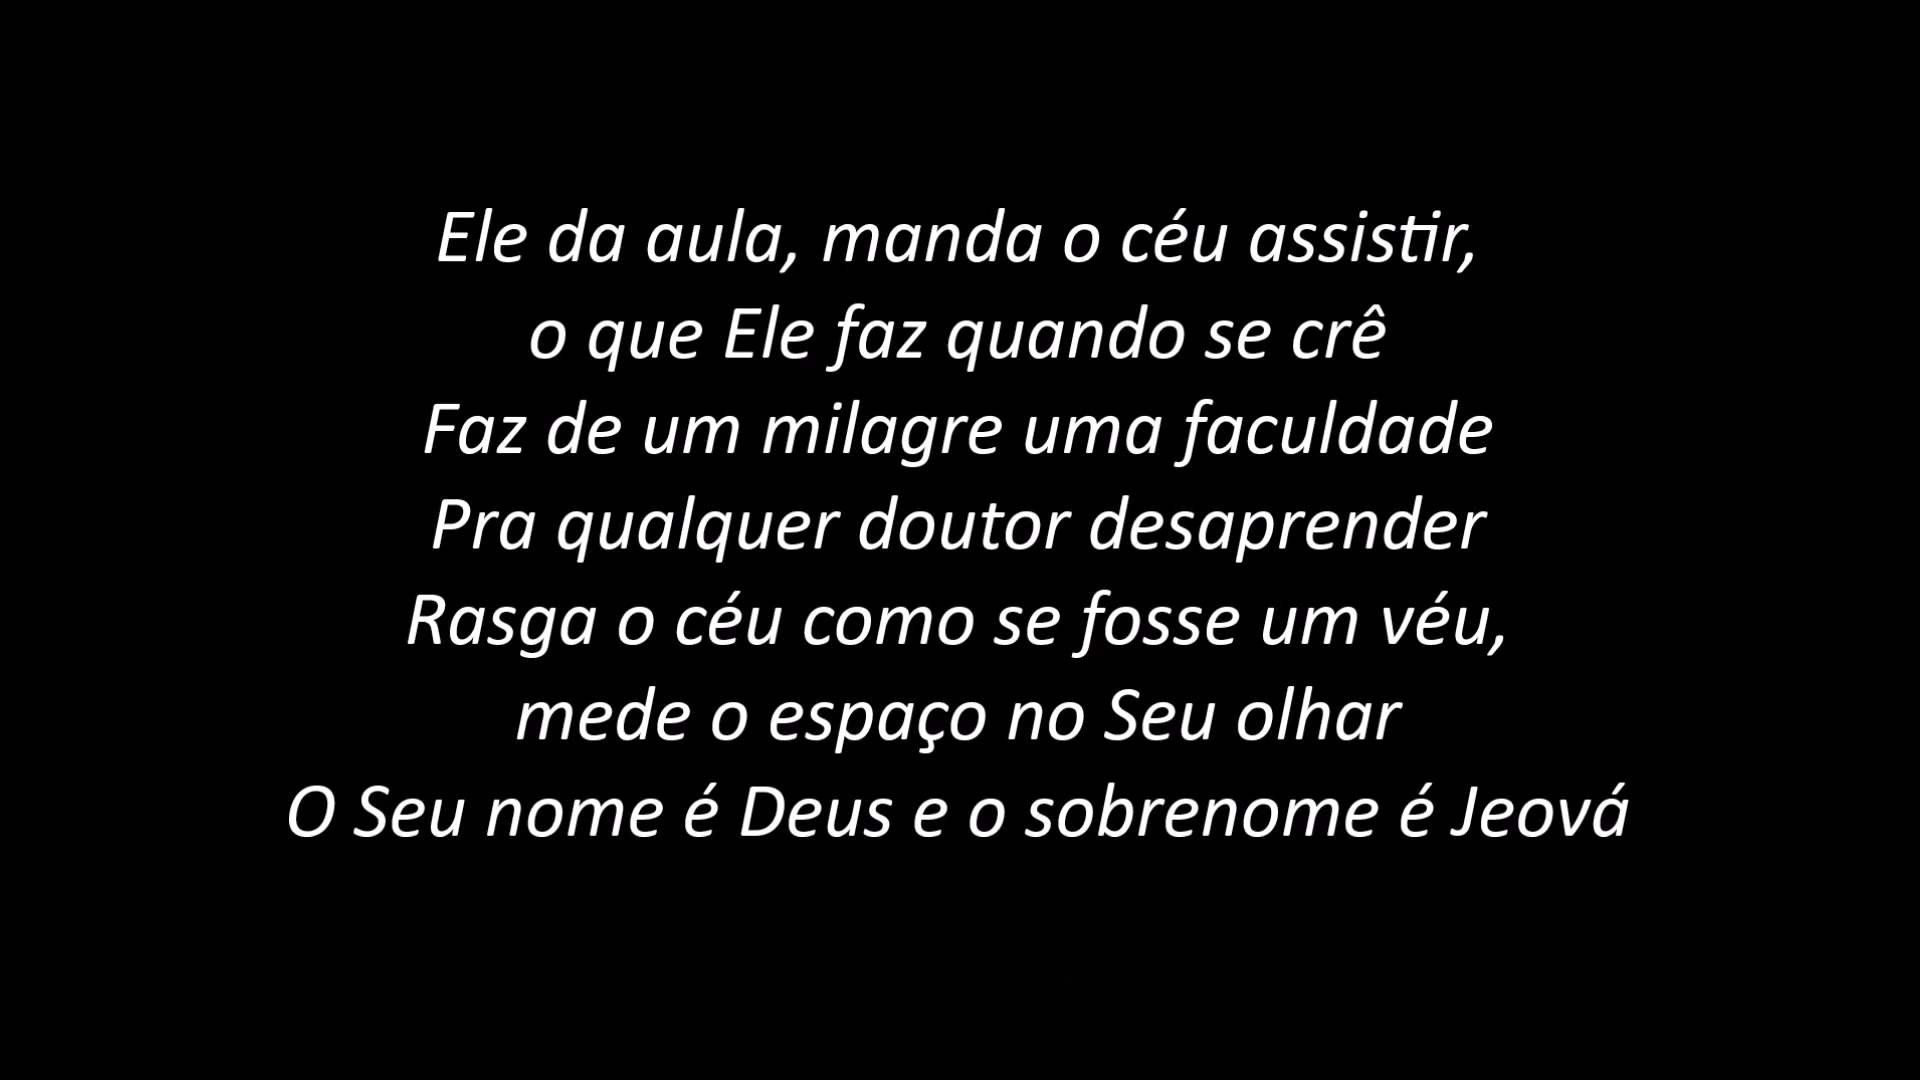 Ele da aula, manda o céu assistir,
o que Ele faz quando se crê
Faz de um milagre uma faculdade
Pra qualquer doutor desaprender
Rasga o céu como se fosse um véu,
mede o espaço no Seu olhar
O Seu nome é Deus e o sobrenome é Jeová